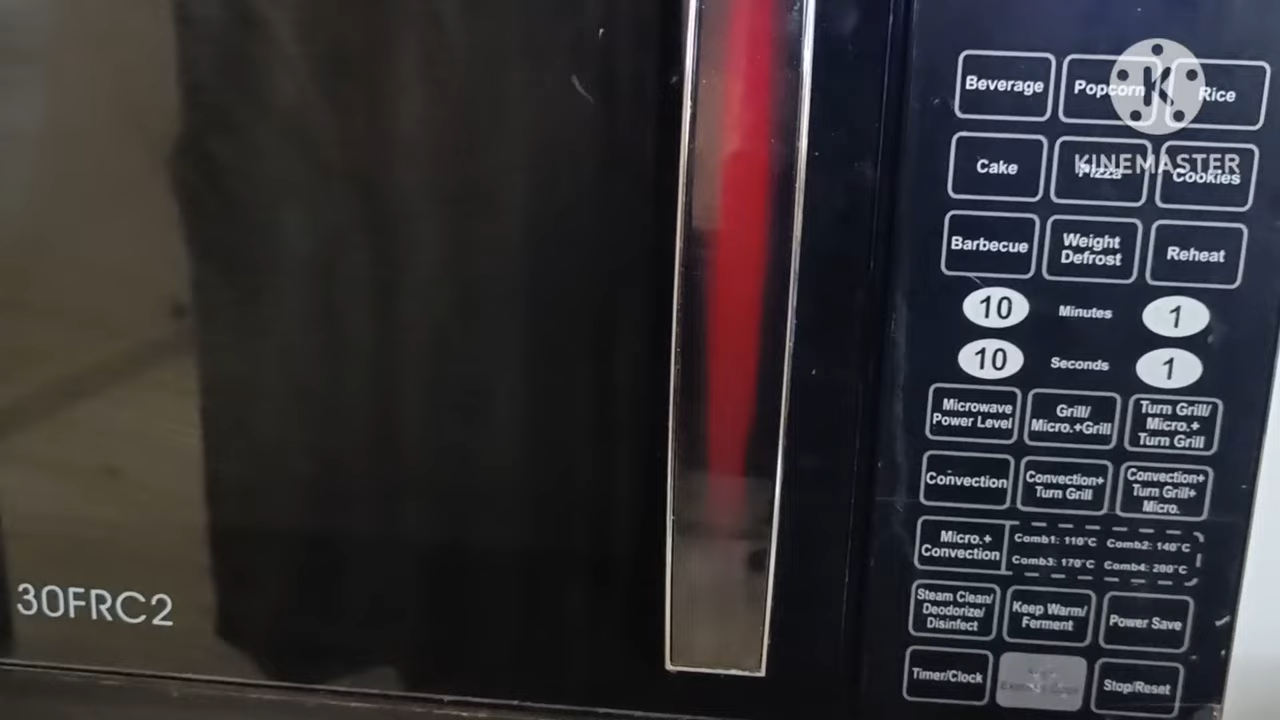 Beverage
Popcorn
Rice
KINEMASTER
Cake
Pizza
Cookies
Barbecue
Weight
Defrost
Reheat
10 Minutes 1
10 Seconds 1
Microwave
Power Level
Grill/
Micro.+Grill
Turn Grill/
Micro.+
Turn Grill
Convection
Convection+
Turn Grill
Convection+
Turn Grill+
Micro.
Micro.+
Convection
Comb1: 110°C Comb2: 140°C
Comb3: 170°C Comb4: 200°C
Steam Clean/
Deodorize/
Disinfect
Keep Warm/
Ferment
Power Save
Timer/Clock
Stop/Reset
30FRC2